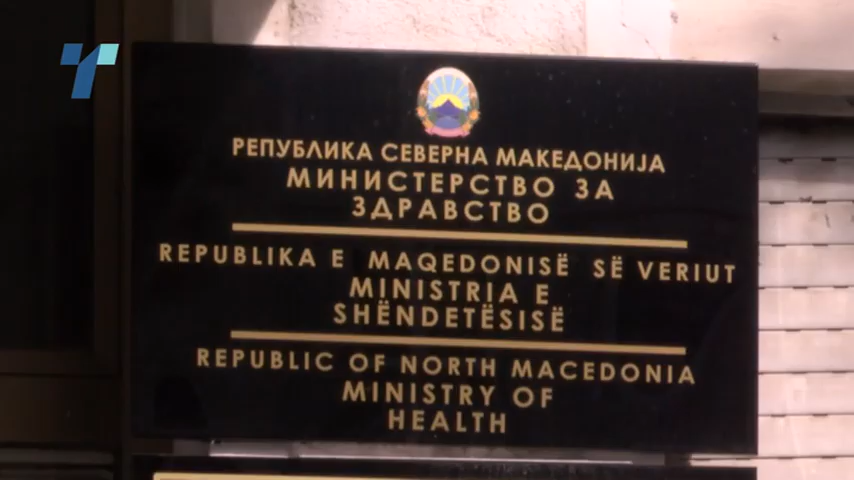 РЕПУБЛИКА СЕВЕРНА МАКЕДОНИЈА
МИНИСТЕРСТВО ЗА
ЗДРАВСТВО
REPUBLIKA E MAQEDONISË SË VERIUT
MINISTRIA E
SHËNDETËSISË
REPUBLIC OF NORTH MACEDONIA
MINISTRY OF
HEALTH